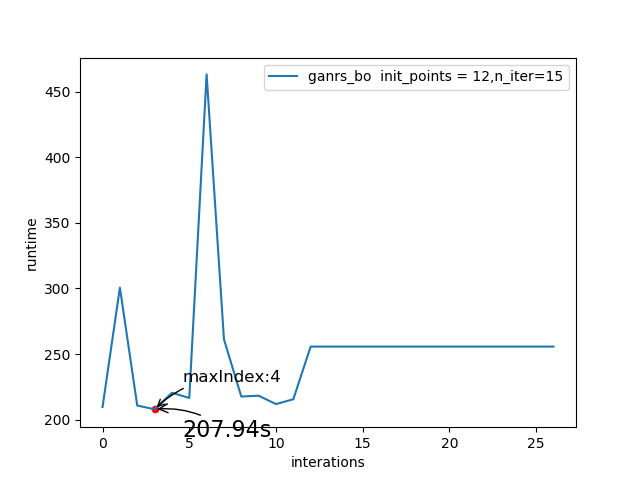 ganrs_bo  init_points = 12,n_iter=15
450
400
350
300
250
200
runtime
maxIndex:4
207.94s
0
5
10
15
20
25
interations